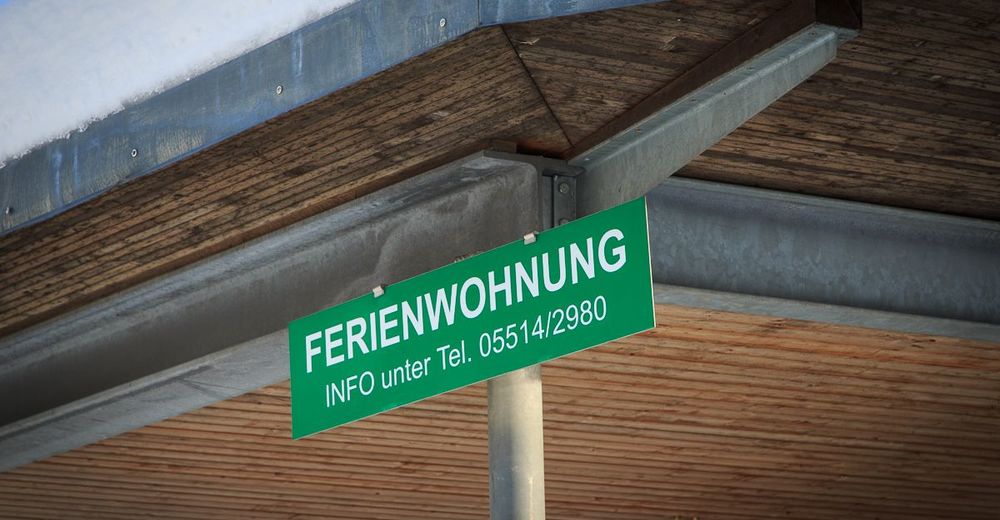 FERIENWOHNUNG
INFO unter Tel. 05514/2980